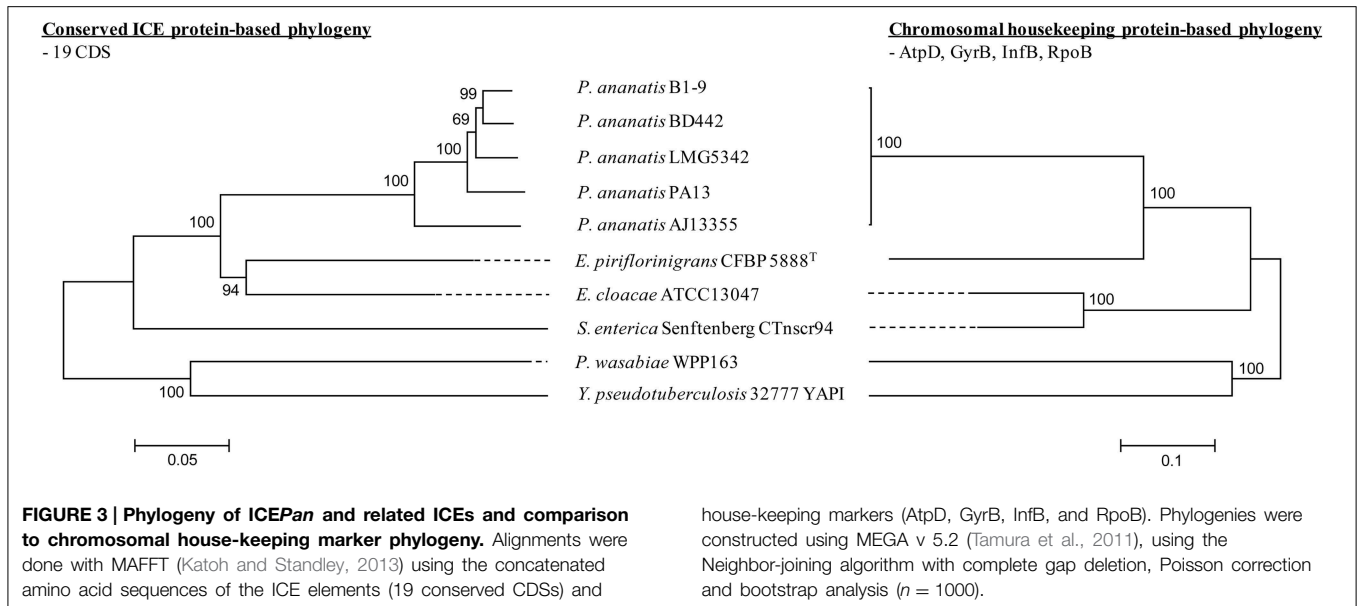 Conserved ICE protein-based phylogeny
- 19 CDS
Chromosomal housekeeping protein-based phylogeny
- AtpD, GyrB, InfB, RpoB
99
69
100
100
100
94
100
P. ananatis B1-9
P. ananatis BD442
P. ananatis LMG5342
P. ananatis PA13
P. ananatis AJ13355
E. piriflorinigrans CFBP 5888ᵀ
E. cloacae ATCC13047
S. enterica Senftenberg CTnscr94
P. wasabiae WPP163
Y. pseudotuberculosis 32777 YAPI
100
100
100
100
0.05
0.1
FIGURE 3 | Phylogeny of ICEPan and related ICEs and comparison
to chromosomal house-keeping marker phylogeny. Alignments were
done with MAFFT (Katoh and Standley, 2013) using the concatenated
amino acid sequences of the ICE elements (19 conserved CDSs) and
house-keeping markers (AtpD, GyrB, InfB, and RpoB). Phylogenies were
constructed using MEGA v 5.2 (Tamura et al., 2011), using the
Neighbor-joining algorithm with complete gap deletion, Poisson correction
and bootstrap analysis (n = 1000).